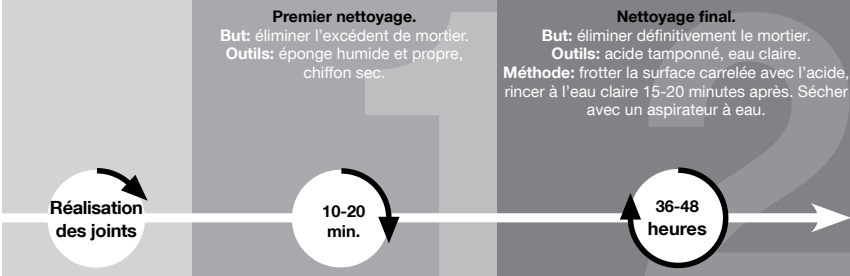 Premier nettoyage.
But: éliminer l'excédent de mortier.
Outils: éponge humide et propre,
chiffon sec.
1
Nettoyage final.
But: éliminer définitivement le mortier.
Outils: acide tamponné, eau claire.
Méthode: frotter la surface carrelée avec l'acide,
rincer à l'eau claire 15-20 minutes après. Sécher
avec un aspirateur à eau.
2
Réalisation
des joints
10-20
min.
36-48
heures